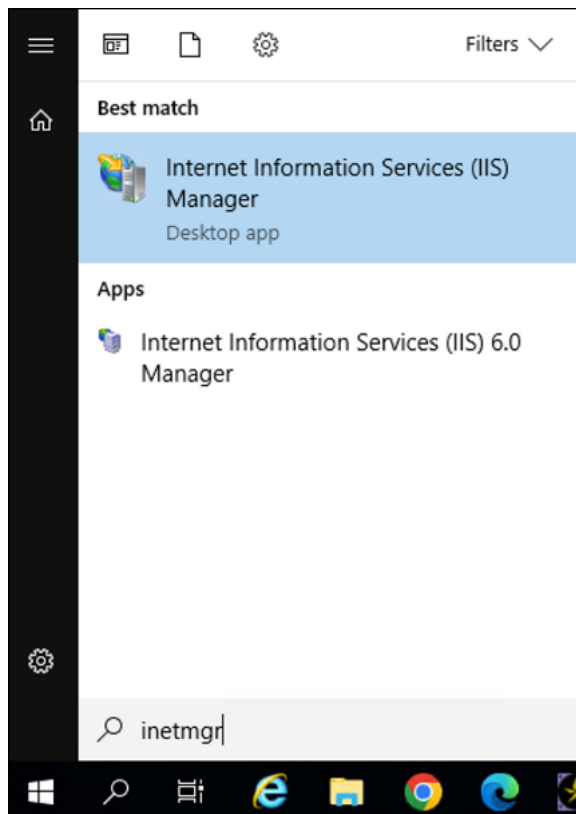 Filters
Best match
Internet Information Services (IIS)
Manager
Desktop app
Apps
Internet Information Services (IIS) 6.0
Manager
inetmgr